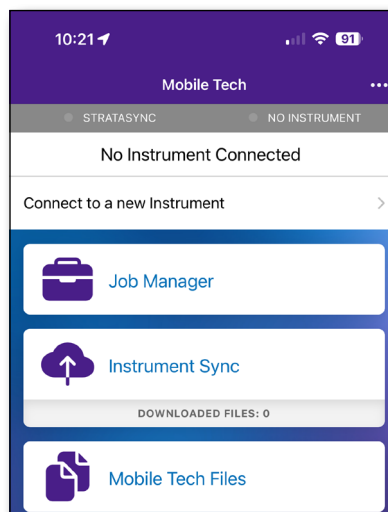 10:21 91
Mobile Tech ...
STRATASYNC NO INSTRUMENT
No Instrument Connected
Connect to a new Instrument >
Job Manager
Instrument Sync
DOWNLOADED FILES: 0
Mobile Tech Files